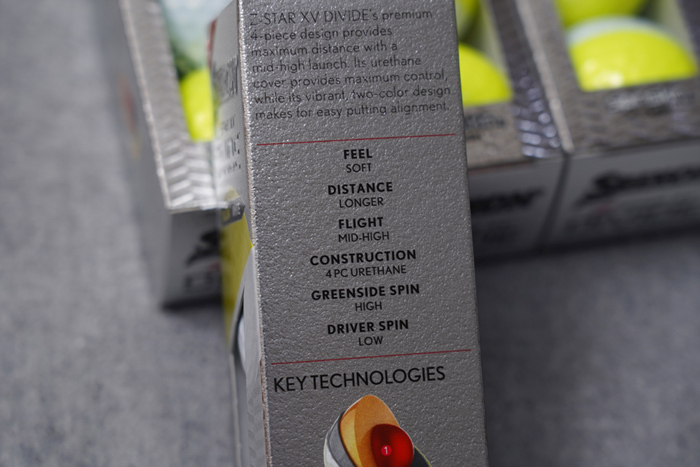 Z-STAR XV DIVIDE's premium
4-piece design provides
maximum distance with a
mid-high launch. Its urethane
cover provides maximum control,
while its vibrant, two-color design
makes for easy putting alignment.
FEEL
SOFT
DISTANCE
LONGER
FLIGHT
MID-HIGH
CONSTRUCTION
4 PC URETHANE
GREENSIDE SPIN
HIGH
DRIVER SPIN
LOW
KEY TECHNOLOGIES